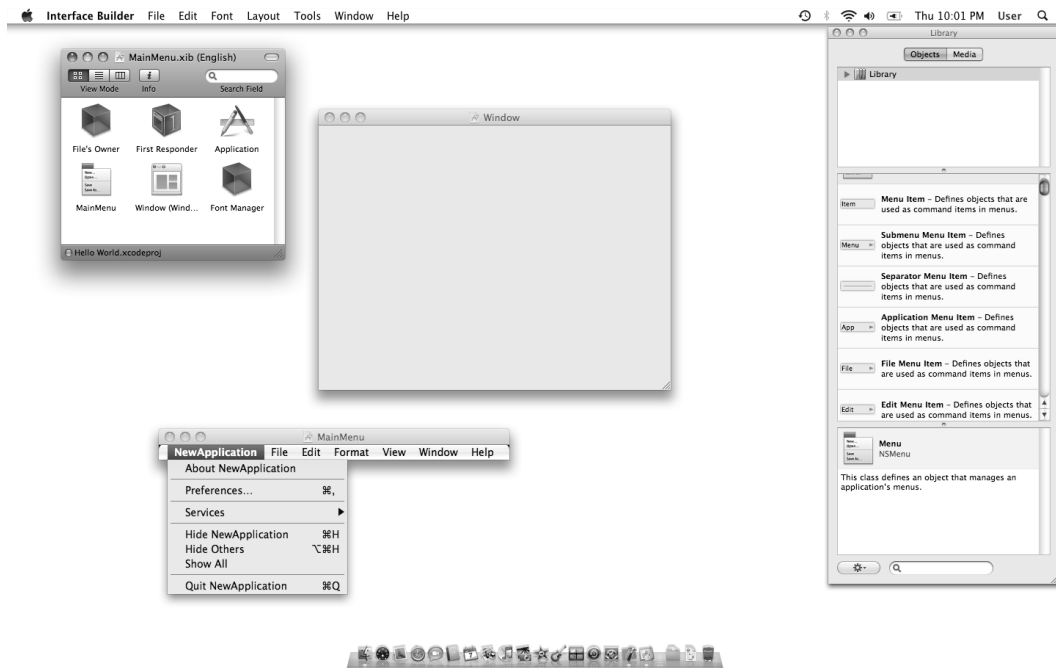 Interface Builder File Edit Font Layout Tools Window Help Thu 10:01 PM User
MainMenu.xib (English)
View Mode Info Search Field
File's Owner First Responder Application
MainMenu Window (Wind... Font Manager
Hello World.xcodeproj
Window
MainMenu
NewApplication File Edit Format View Window Help
About NewApplication
Preferences... ⌘,
Services
Hide NewApplication ⌘H
Hide Others ⌥⌘H
Show All
Quit NewApplication ⌘Q
Library
Objects Media
Library
Item Menu Item – Defines objects that are
used as command items in menus.
Submenu Menu Item – Defines
Menu objects that are used as command
items in menus.
Separator Menu Item – Defines
objects that are used as command
items in menus.
Application Menu Item – Defines
App objects that are used as command
items in menus.
File File Menu Item – Defines objects that
are used as command items in menus.
Edit Edit Menu Item – Defines objects that
are used as command items in menus.
Menu
NSMenu
This class defines an object that manages an
application's menus.